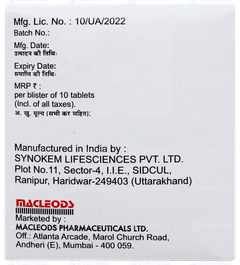 Mfg. Lic. No. : 10/UA/2022
Batch No.:
Mfg. Date:
उत्पादन की तिथि:
Expiry Date:
समाप्ति की तिथि:
MRP ₹ :
per blister of 10 tablets
(Incl. of all taxes).
अ. खु. मूल्य (सभी कर सहित):
Manufactured in India by :
SYNOKEM LIFESCIENCES PVT. LTD.
Plot No.11, Sector-4, I.I.E., SIDCUL,
Ranipur, Haridwar-249403 (Uttarakhand)
MACLEODS
Marketed by :
MACLEODS PHARMACEUTICALS LTD.
Off.: Atlanta Arcade, Marol Church Road,
Andheri (E), Mumbai - 400 059.